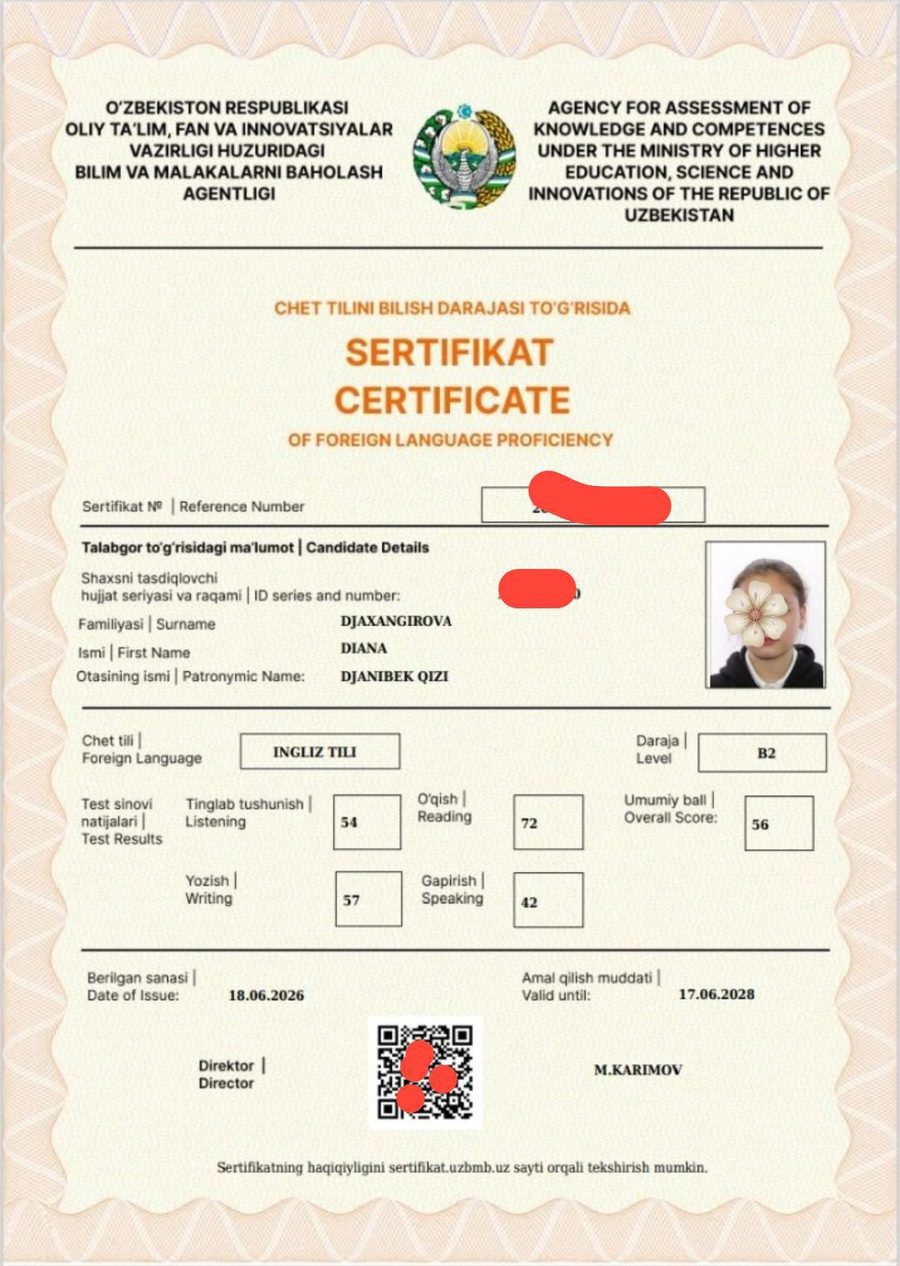 O'ZBEKISTON RESPUBLIKASI
OLIY TA'LIM, FAN VA INNOVATSIYALAR
VAZIRLIGI HUZURIDAGI
BILIM VA MALAKALARNI BAHOLASH
AGENTLIGI
AGENCY FOR ASSESSMENT OF
KNOWLEDGE AND COMPETENCES
UNDER THE MINISTRY OF HIGHER
EDUCATION, SCIENCE AND
INNOVATIONS OF THE REPUBLIC OF
UZBEKISTAN
CHET TILINI BILISH DARAJASI TO'G'RISIDA
SERTIFIKAT
CERTIFICATE
OF FOREIGN LANGUAGE PROFICIENCY
Sertifikat № | Reference Number
Talabgor to'g'risidagi ma'lumot | Candidate Details
Shaxsni tasdiqlovchi
hujjat seriyasi va raqami | ID series and number:
Familiyasi | Surname DJAXANGIROVA
Ismi | First Name DIANA
Otasining ismi | Patronymic Name: DJANIBEK QIZI
Chet tili |
Foreign Language
INGLIZ TILI
Daraja |
Level
B2
Test sinovi
natijalari |
Test Results
Tinglab tushunish |
Listening
54
O'qish |
Reading
72
Umumiy ball |
Overall Score:
56
Yozish |
Writing
57
Gapirish |
Speaking
42
Berilgan sanasi |
Date of Issue: 18.06.2026
Amal qilish muddati |
Valid until: 17.06.2028
Direktor |
Director
M.KARIMOV
Sertifikatning haqiqiyligini sertifikat.uzbmb.uz sayti orqali tekshirish mumkin.